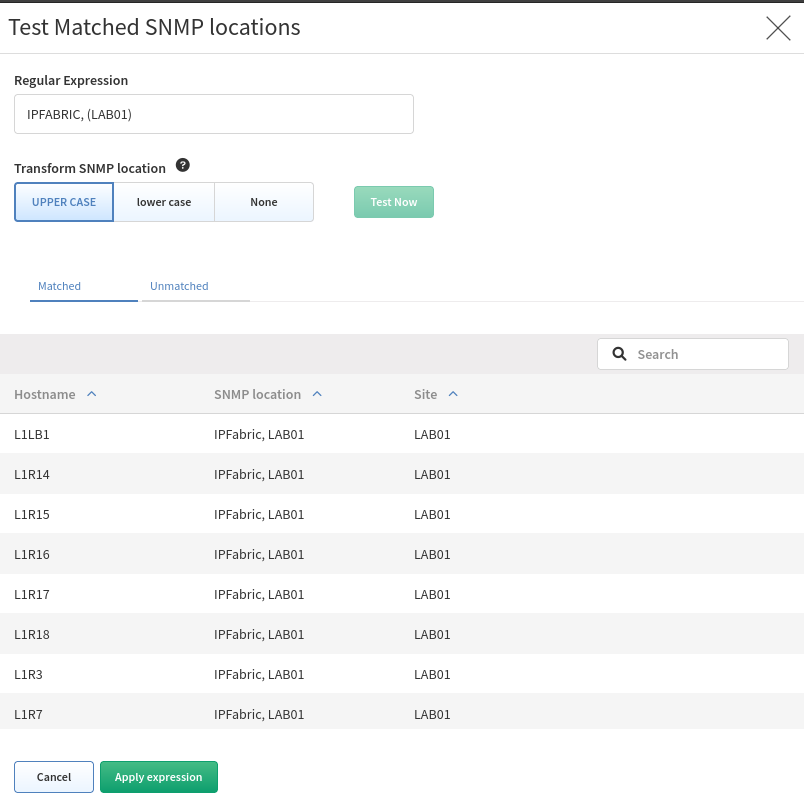 Test Matched SNMP locations
Regular Expression
IPFABRIC, (LAB01)
Transform SNMP location ?
UPPER CASE lower case None Test Now
Matched Unmatched
Search
Hostname SNMP location Site
L1LB1 IPFabric, LAB01 LAB01
L1R14 IPFabric, LAB01 LAB01
L1R15 IPFabric, LAB01 LAB01
L1R16 IPFabric, LAB01 LAB01
L1R17 IPFabric, LAB01 LAB01
L1R18 IPFabric, LAB01 LAB01
L1R3 IPFabric, LAB01 LAB01
L1R7 IPFabric, LAB01 LAB01
Cancel Apply expression